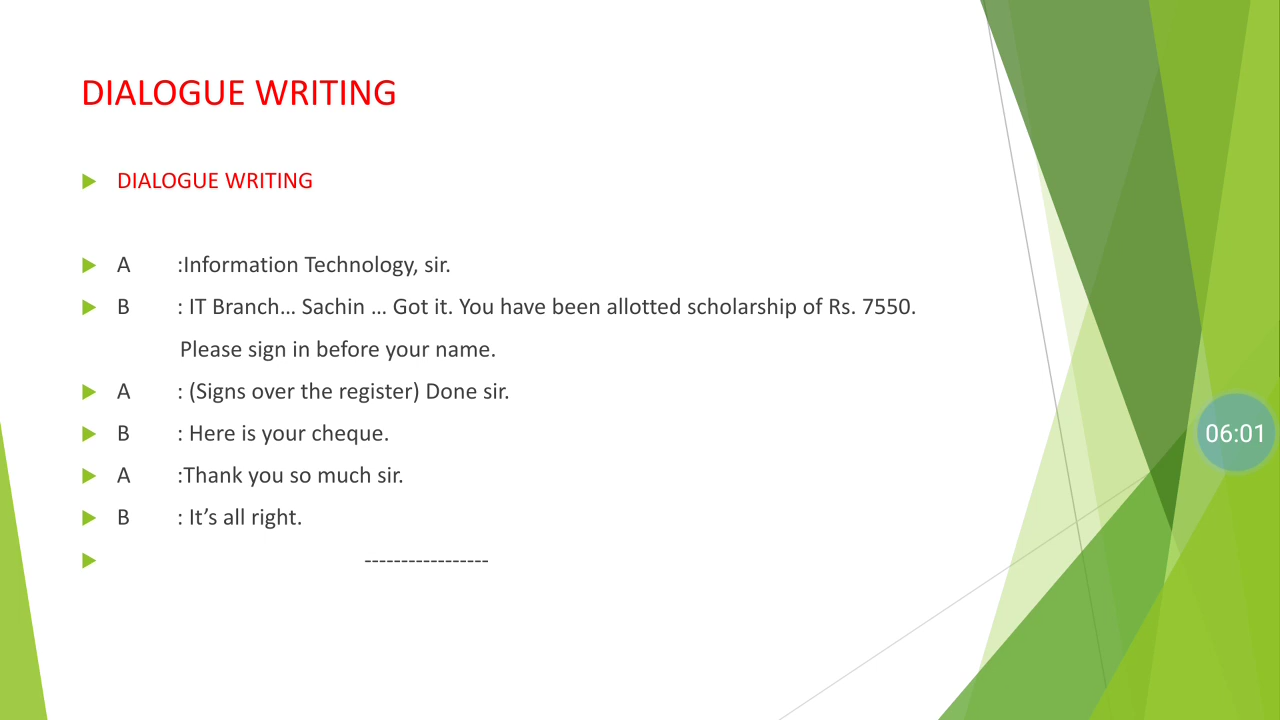 DIALOGUE WRITING
DIALOGUE WRITING
A :Information Technology, sir.
B : IT Branch... Sachin ... Got it. You have been allotted scholarship of Rs. 7550.
Please sign in before your name.
A : (Signs over the register) Done sir.
B : Here is your cheque.
A :Thank you so much sir.
B : It’s all right.
-----------------
06:01